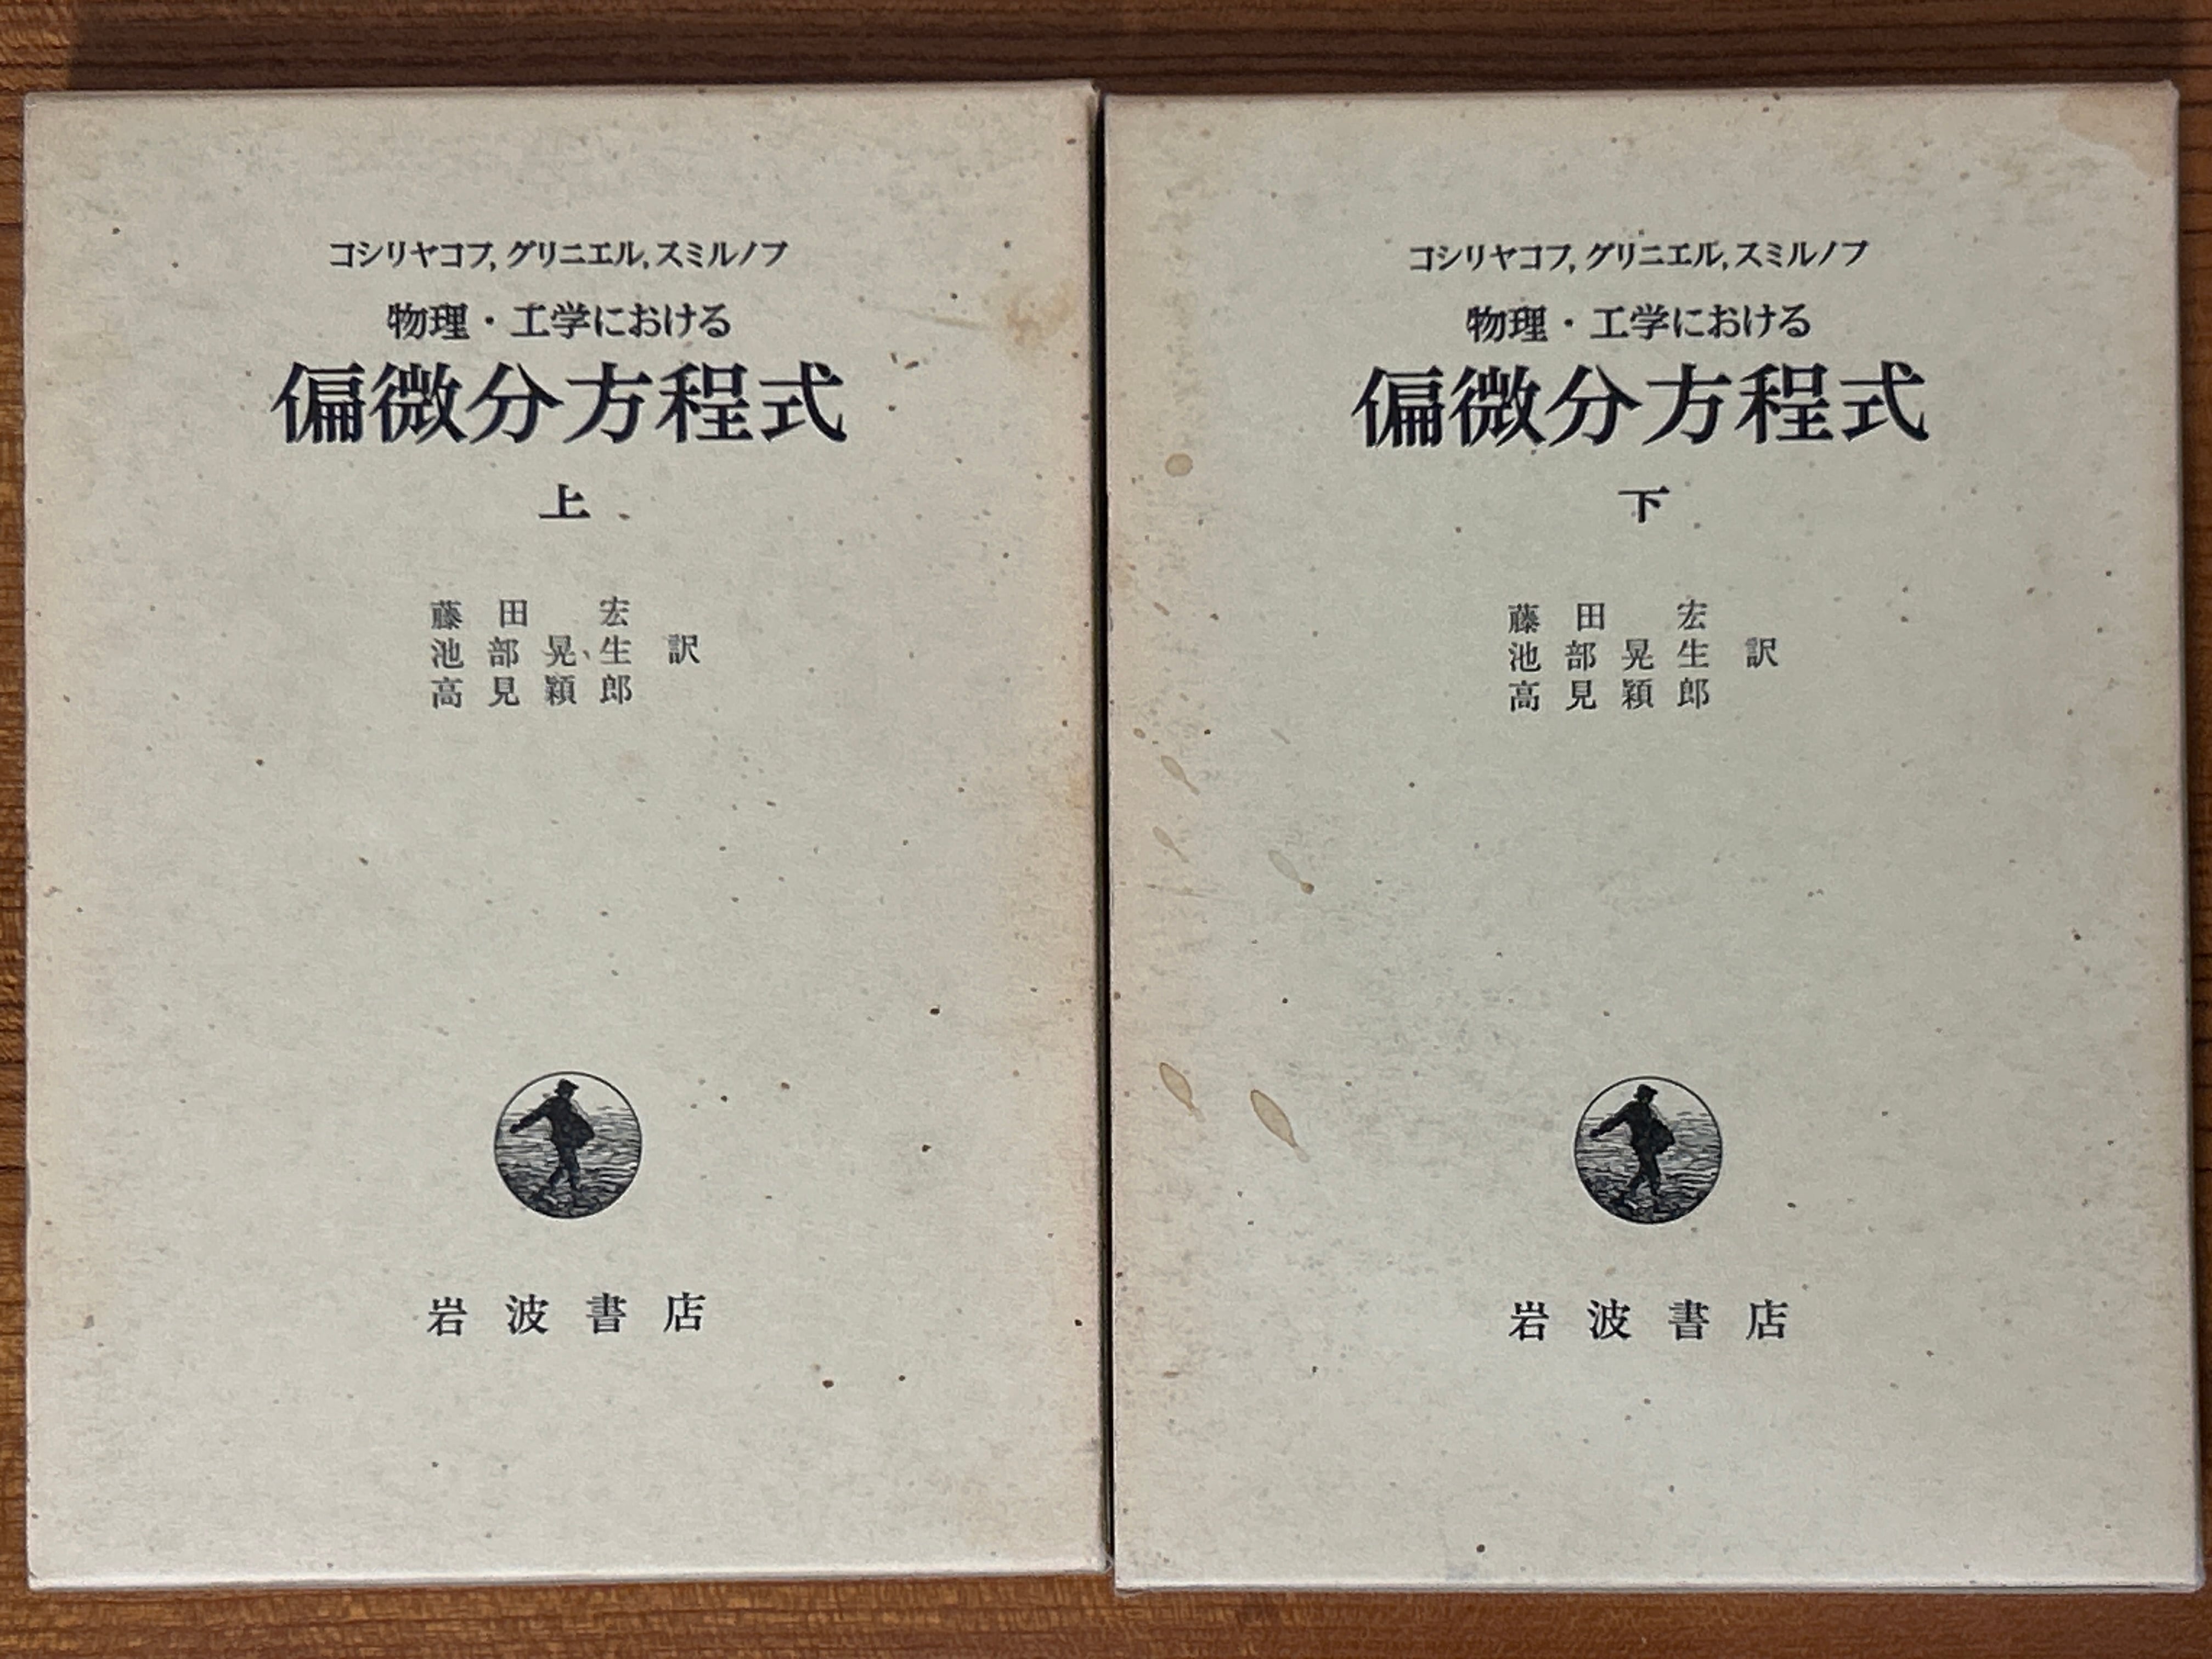 コシリヤコフ, グリニエル, スミルノフ
物理・工学における
偏微分方程式
上
藤田 宏
池部晃生 訳
高見穎郎
岩波書店
コシリヤコフ, グリニエル, スミルノフ
物理・工学における
偏微分方程式
下
藤田 宏
池部晃生 訳
高見穎郎
岩波書店